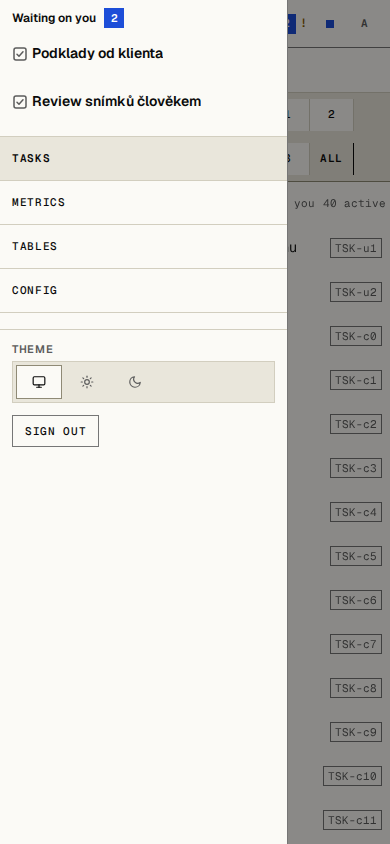 Waiting on you 2
!
A
Podklady od klienta
Review snímků člověkem
2
ALL
TASKS
METRICS
you 40 active
TABLES
TSK-u1
CONFIG
TSK-u2
TSK-c0
THEME
TSK-c1
SIGN OUT
TSK-c2
TSK-c3
TSK-c4
TSK-c5
TSK-c6
TSK-c7
TSK-c8
TSK-c9
TSK-c10
TSK-c11